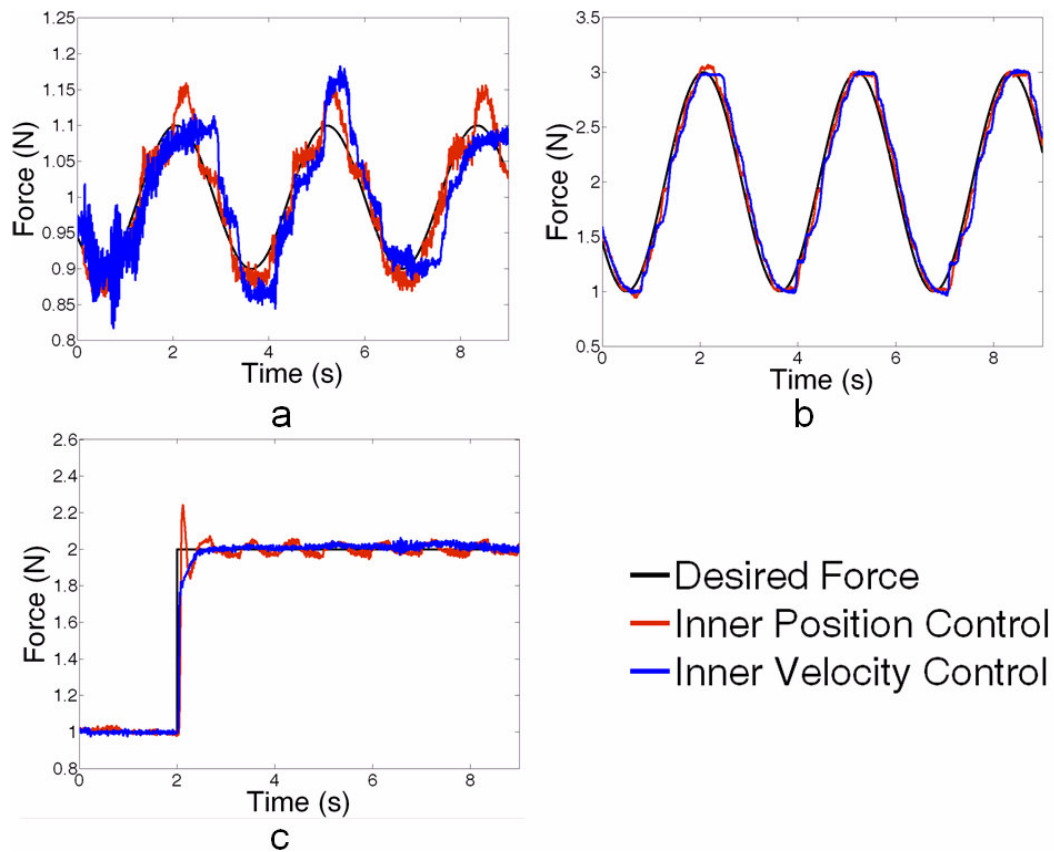 1.25
1.2
1.15
1.1
1.05
1
0.95
0.9
0.85
0.8
Force (N)
0 2 4 6 8
Time (s)
a
3.5
3
2.5
2
1.5
1
0.5
Force (N)
0 2 4 6 8
Time (s)
b
2.6
2.4
2.2
2
1.8
1.6
1.4
1.2
1
0.8
Force (N)
0 2 4 6 8
Time (s)
c
Desired Force
Inner Position Control
Inner Velocity Control